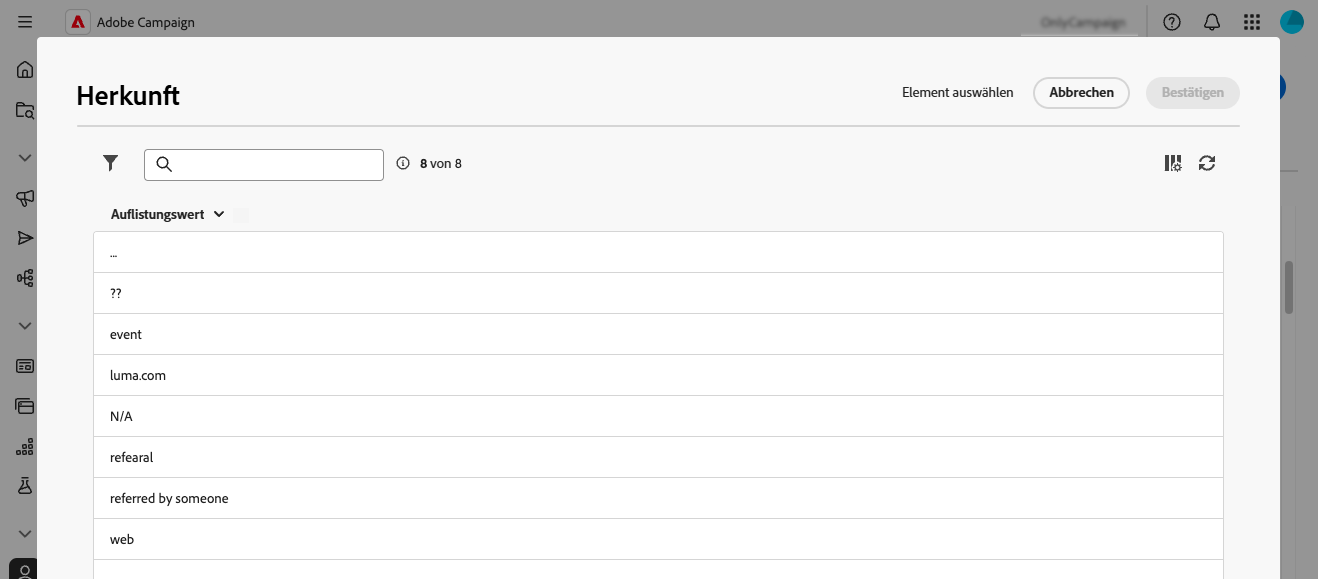 Adobe Campaign
OnlyCampaign
Herkunft
Element auswählen
Abbrechen
Bestätigen
8 von 8
Auflistungswert
...
??
event
luma.com
N/A
refearal
referred by someone
web